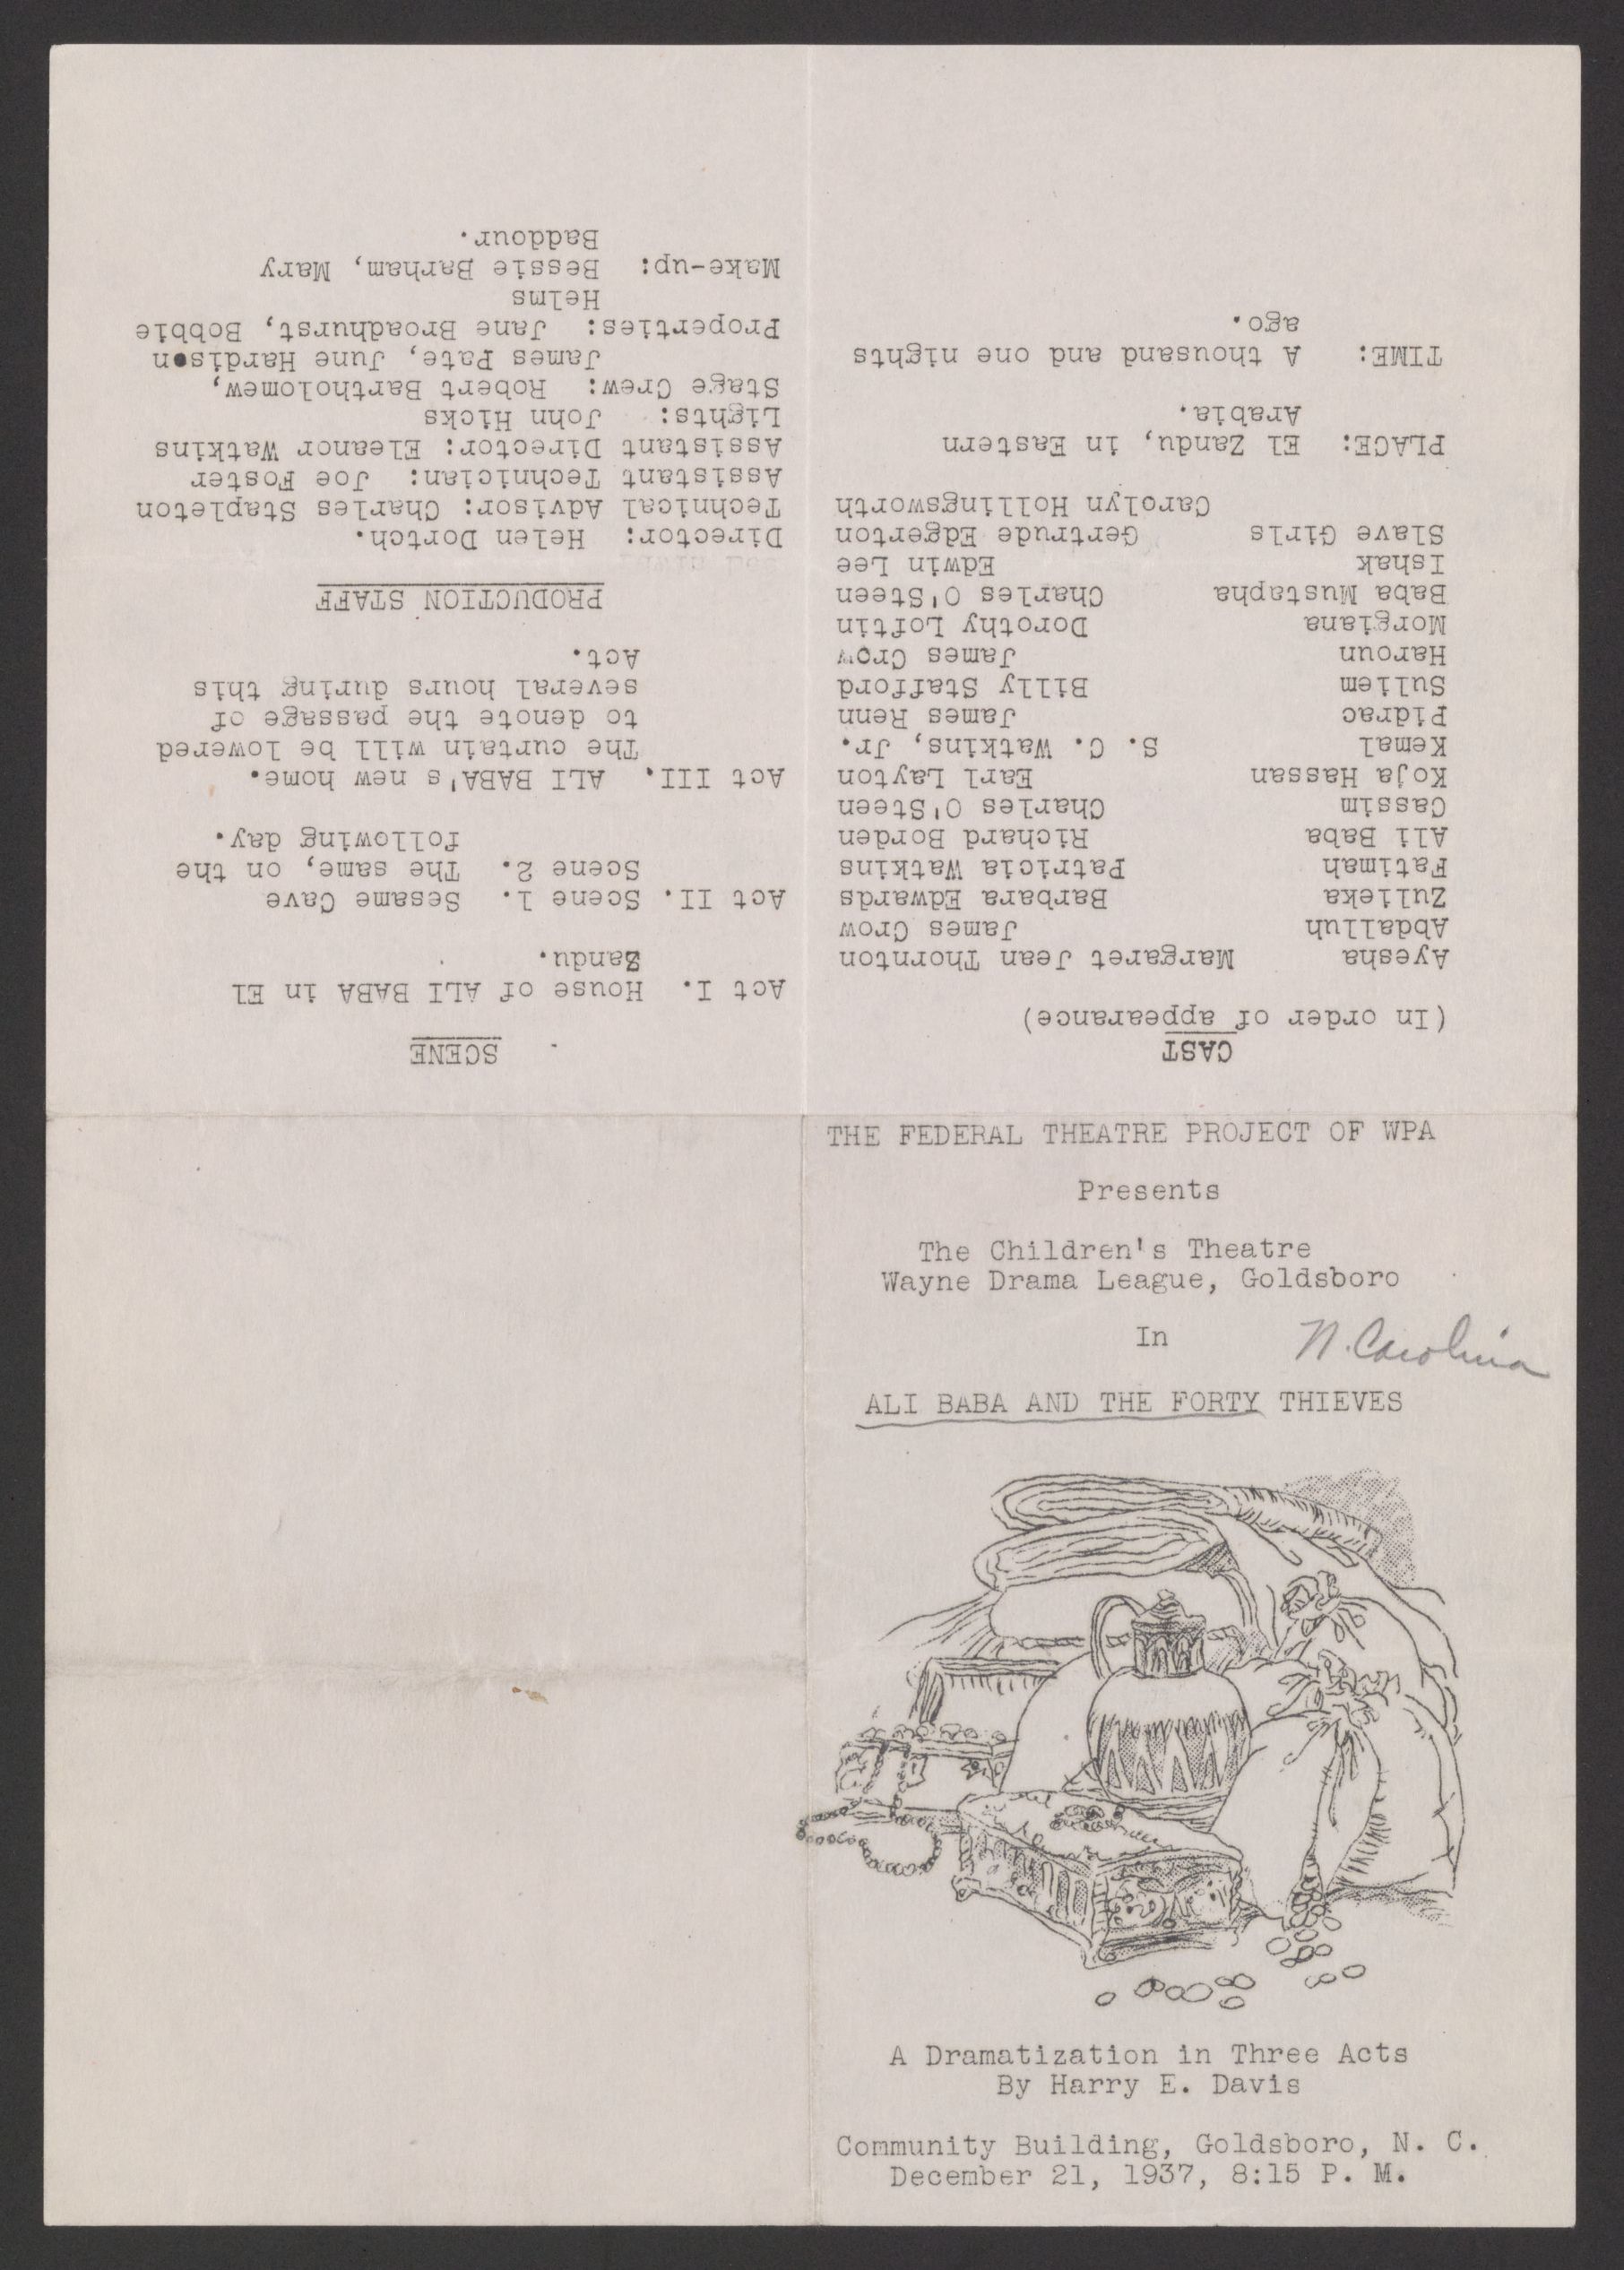 THE FEDERAL THEATRE PROJECT OF WPA
Presents
The Children's Theatre
Wayne Drama League, Goldsboro
In
N. Carolina
ALI BABA AND THE FORTY THIEVES
A Dramatization in Three Acts
By Harry E. Davis
Community Building, Goldsboro, N. C.
December 21, 1937, 8:15 P. M.
CAST
(In order of appearance)
Ayesha Margaret Jean Thornton
Abdalluh James Crow
Zulieka Barbara Edwards
Fatimah Patricia Watkins
Ali Baba Richard Borden
Cassim Charles O'Steen
Koja Hassan Earl Layton
Kemal S. C. Watkins, Jr.
Pidrac James Renn
Suliem Billy Stafford
Haroun James Crow
Morgiana Dorothy Loftin
Baba Mustapha Charles O'Steen
Ishak Edwin Lee
Slave Girls Gertrude Edgerton
Carolyn Hollingsworth
PLACE: El Zandu, in Eastern
Arabia.
TIME: A thousand and one nights
ago.
SCENE
Act I. House of ALI BABA in El
Zandu.
Act II. Scene 1. Sesame Cave
Scene 2. The same, on the
following day.
Act III. ALI BABA's new home.
The curtain will be lowered
to denote the passage of
several hours during this
Act.
PRODUCTION STAFF
Director: Helen Dortch.
Technical Advisor: Charles Stapleton
Assistant Technician: Joe Foster
Assistant Director: Eleanor Watkins
Lights: John Hicks
Stage Crew: Robert Bartholomew,
James Pate, June Hardison
Properties: Jane Broadhurst, Bobbie
Helms
Make-up: Bessie Barham, Mary
Baddour.